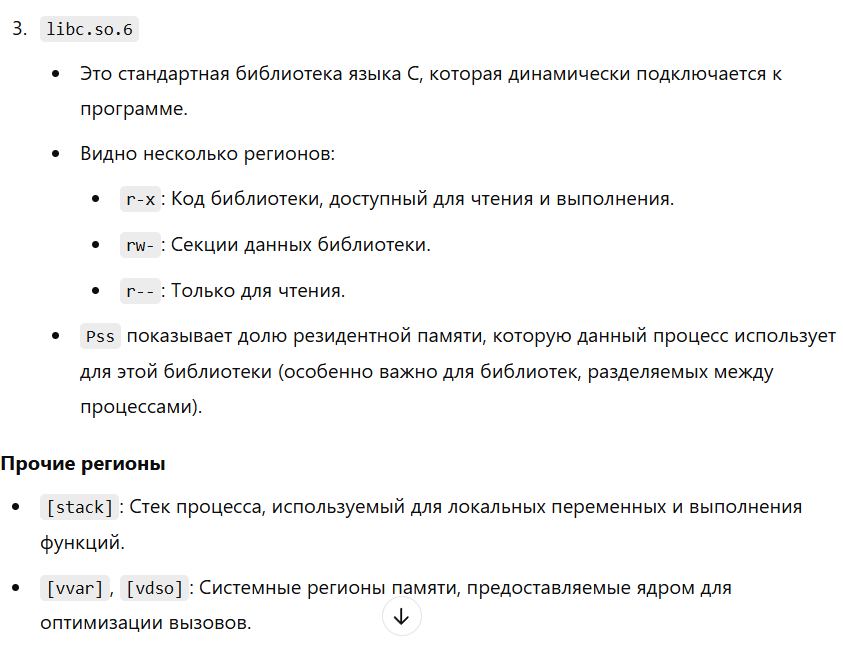 3. libc.so.6
• Это стандартная библиотека языка C, которая динамически подключается к
программе.
• Видно несколько регионов:
• r-x: Код библиотеки, доступный для чтения и выполнения.
• rw-: Секции данных библиотеки.
• r--: Только для чтения.
• Pss показывает долю резидентной памяти, которую данный процесс использует
для этой библиотеки (особенно важно для библиотек, разделяемых между
процессами).
Прочие регионы
• [stack]: Стек процесса, используемый для локальных переменных и выполнения
функций.
• [vvar], [vdso]: Системные регионы памяти, предоставляемые ядром для
оптимизации вызовов.